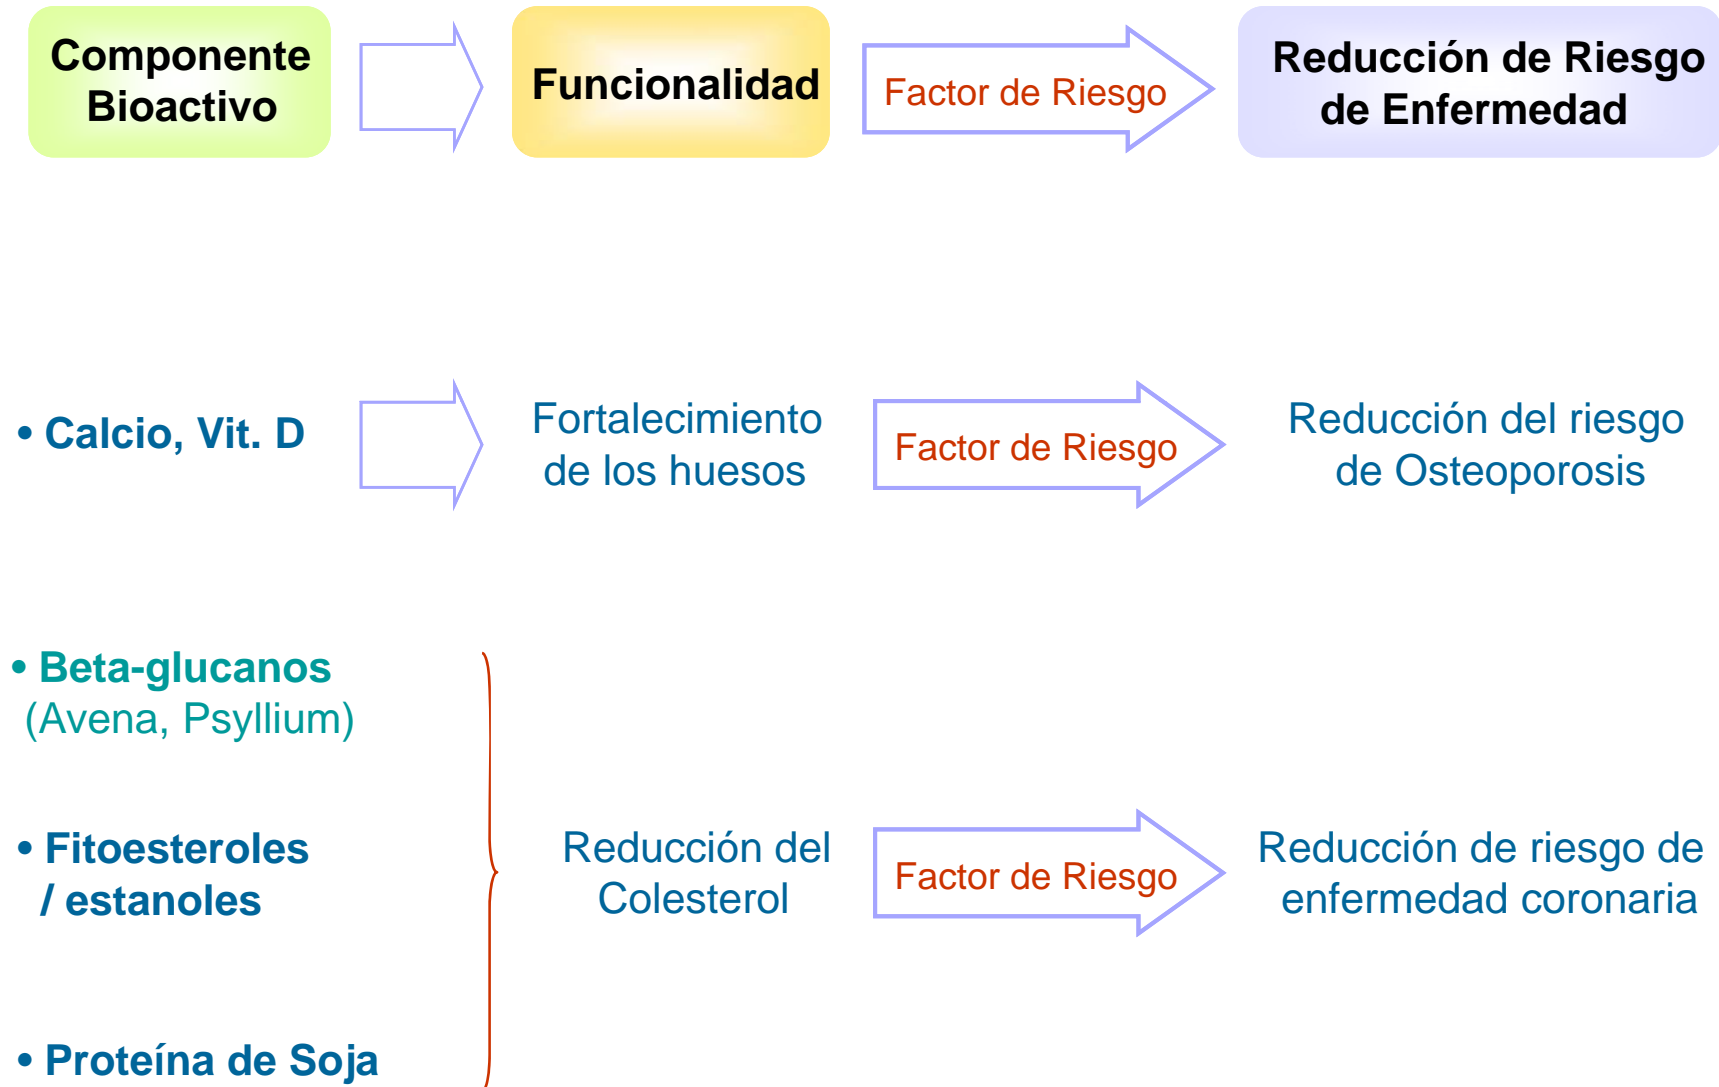 Componente
Bioactivo
Funcionalidad
Factor de Riesgo
Reducción de Riesgo
de Enfermedad
• Calcio, Vit. D
Fortalecimiento
de los huesos
Factor de Riesgo
Reducción del riesgo
de Osteoporosis
• Beta-glucanos
(Avena, Psyllium)
• Fitoesteroles
/ estanoles
• Proteína de Soja
Reducción del
Colesterol
Factor de Riesgo
Reducción de riesgo de
enfermedad coronaria